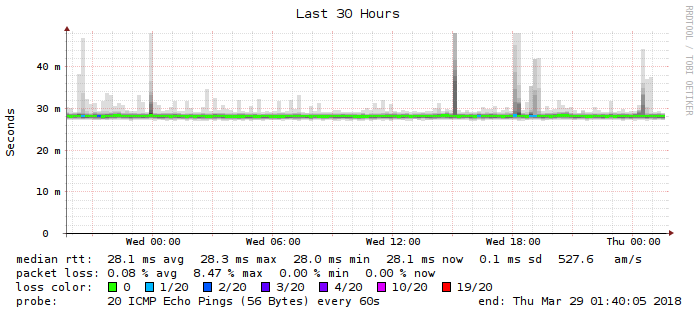 Last 30 Hours
RRDTOOL / TOBI OETIKER
Seconds
40 m
30 m
20 m
10 m
0
Wed 00:00 Wed 06:00 Wed 12:00 Wed 18:00 Thu 00:00
median rtt: 28.1 ms avg 28.3 ms max 28.0 ms min 28.1 ms now 0.1 ms sd 527.6 am/s
packet loss: 0.08 % avg 8.47 % max 0.00 % min 0.00 % now
loss color: 0 1/20 2/20 3/20 4/20 10/20 19/20
probe: 20 ICMP Echo Pings (56 Bytes) every 60s end: Thu Mar 29 01:40:05 2018